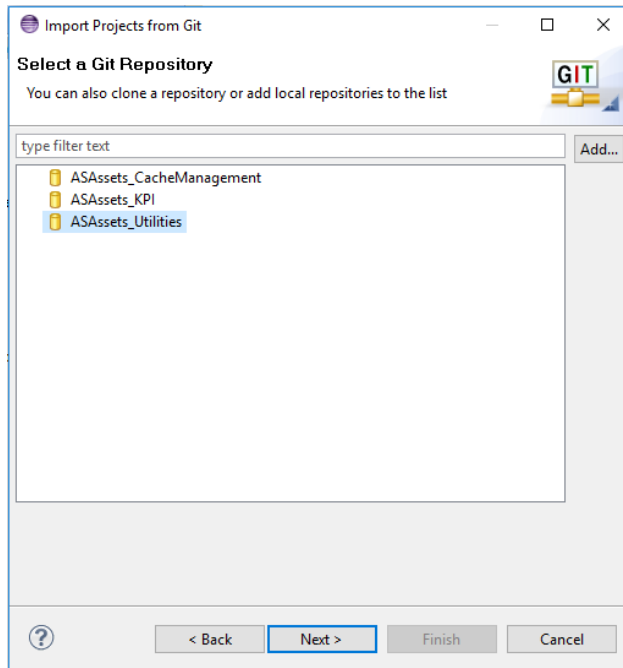 Import Projects from Git
Select a Git Repository
You can also clone a repository or add local repositories to the list
GIT
type filter text
Add...
ASAssets_CacheManagement
ASAssets_KPI
ASAssets_Utilities
?
< Back
Next >
Finish
Cancel